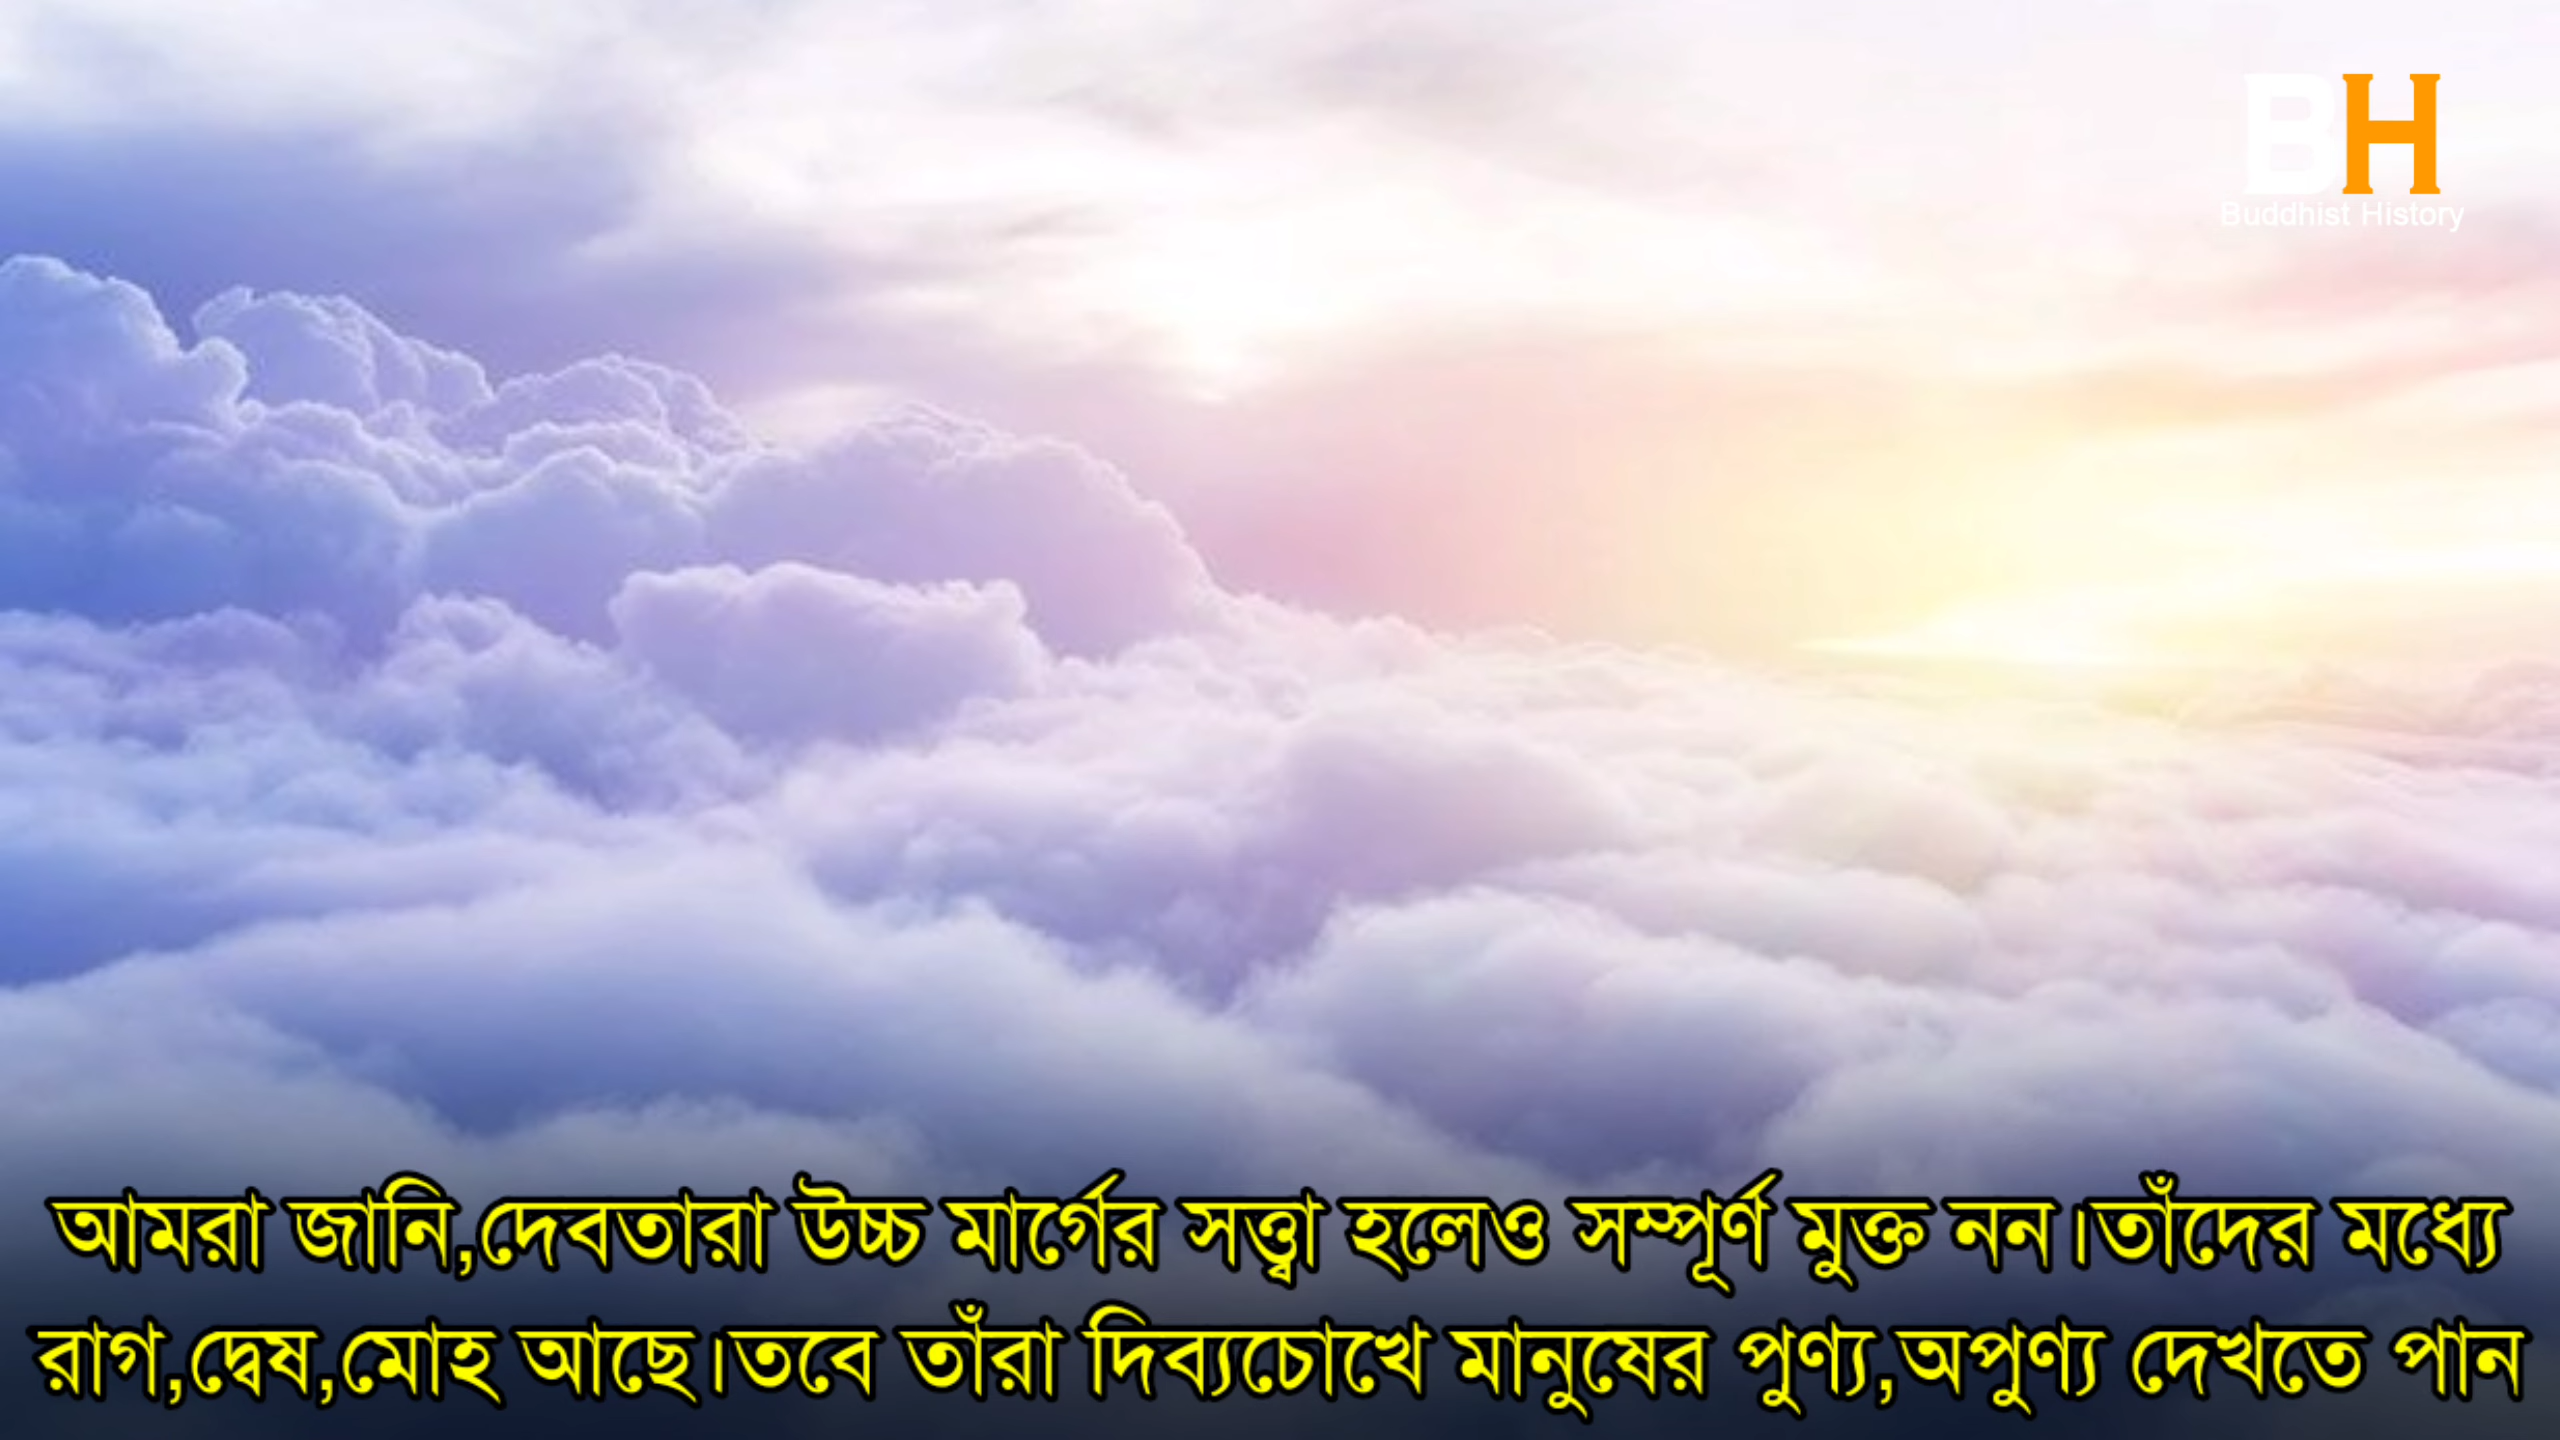 BH
Buddhist History
আমরা জানি,দেবতারা উচ্চ মার্গের সত্ত্বা হলেও সম্পূর্ণ মুক্ত নন।তাঁদের মধ্যে
রাগ,দ্বেষ,মোহ আছে।তবে তাঁরা দিব্যচোখে মানুষের পুণ্য,অপুণ্য দেখতে পান